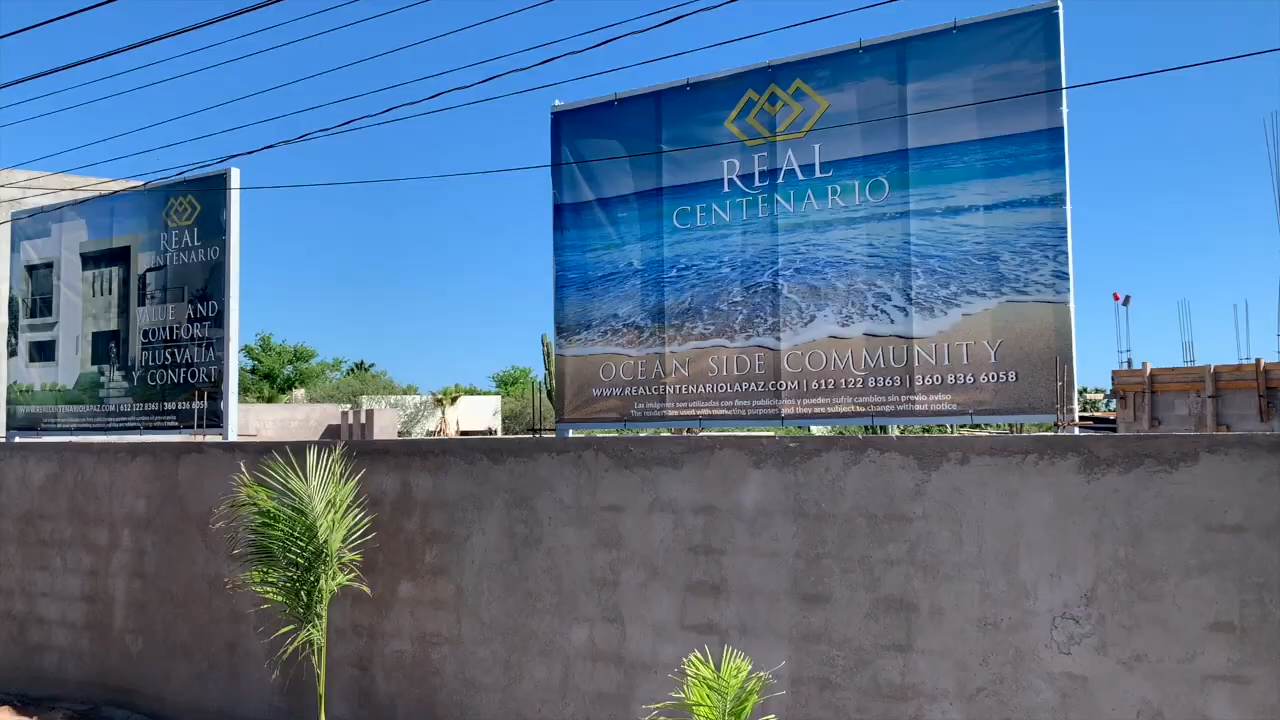 REAL
CENTENARIO
VALUE AND
COMFORT
PLUSVALÍA
Y CONFORT
WWW.REALCENTENARIOLAPAZ.COM | 612 122 8363 | 360 836 6058
REAL
CENTENARIO
OCEAN SIDE COMMUNITY
WWW.REALCENTENARIOLAPAZ.COM | 612 122 8363 | 360 836 6058
Las imágenes son utilizadas con fines publicitarios y pueden sufrir cambios sin previo aviso
The renders are used with marketing purposes and they are subject to change without notice